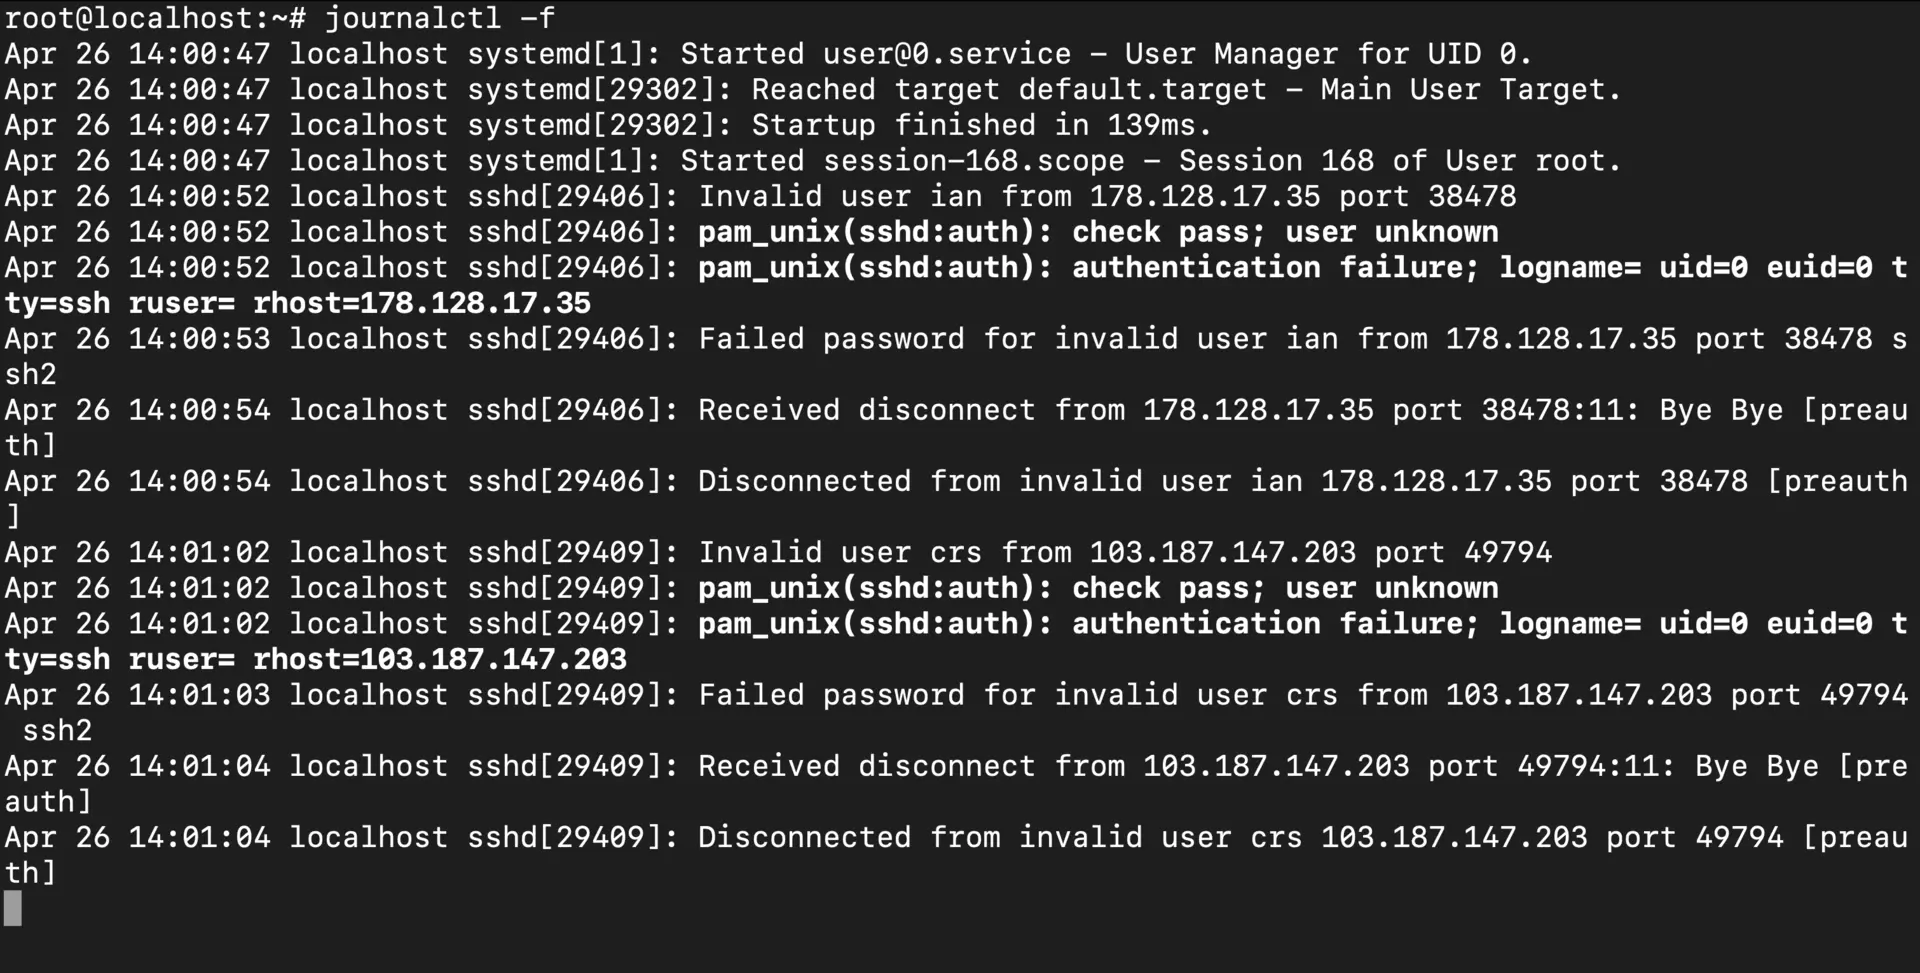 root@localhost:~# journalctl -f
Apr 26 14:00:47 localhost systemd[1]: Started user@0.service - User Manager for UID 0.
Apr 26 14:00:47 localhost systemd[29302]: Reached target default.target - Main User Target.
Apr 26 14:00:47 localhost systemd[29302]: Startup finished in 139ms.
Apr 26 14:00:47 localhost systemd[1]: Started session-168.scope - Session 168 of User root.
Apr 26 14:00:52 localhost sshd[29406]: Invalid user ian from 178.128.17.35 port 38478
Apr 26 14:00:52 localhost sshd[29406]: pam_unix(sshd:auth): check pass; user unknown
Apr 26 14:00:52 localhost sshd[29406]: pam_unix(sshd:auth): authentication failure; logname= uid=0 euid=0 t
ty=ssh ruser= rhost=178.128.17.35
Apr 26 14:00:53 localhost sshd[29406]: Failed password for invalid user ian from 178.128.17.35 port 38478 s
sh2
Apr 26 14:00:54 localhost sshd[29406]: Received disconnect from 178.128.17.35 port 38478:11: Bye Bye [preau
th]
Apr 26 14:00:54 localhost sshd[29406]: Disconnected from invalid user ian 178.128.17.35 port 38478 [preauth
]
Apr 26 14:01:02 localhost sshd[29409]: Invalid user crs from 103.187.147.203 port 49794
Apr 26 14:01:02 localhost sshd[29409]: pam_unix(sshd:auth): check pass; user unknown
Apr 26 14:01:02 localhost sshd[29409]: pam_unix(sshd:auth): authentication failure; logname= uid=0 euid=0 t
ty=ssh ruser= rhost=103.187.147.203
Apr 26 14:01:03 localhost sshd[29409]: Failed password for invalid user crs from 103.187.147.203 port 49794
 ssh2
Apr 26 14:01:04 localhost sshd[29409]: Received disconnect from 103.187.147.203 port 49794:11: Bye Bye [pre
auth]
Apr 26 14:01:04 localhost sshd[29409]: Disconnected from invalid user crs 103.187.147.203 port 49794 [preau
th]